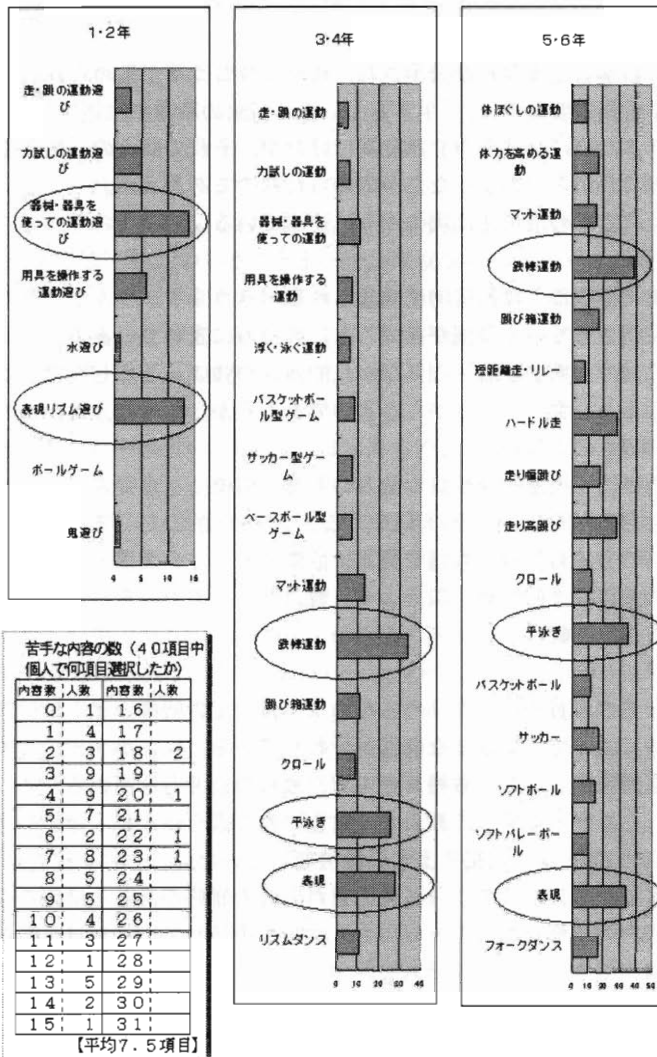 1・2年
走・跳の運動遊
び
力試しの運動遊
び
器械・器具を
使っての運動遊
び
用具を操作する
運動遊び
水遊び
表現リズム遊び
ボールゲーム
鬼遊び
0 5 10 15
3・4年
走・跳の運動
力試しの運動
器械・器具を
使っての運動
用具を操作する
運動
浮く・泳ぐ運動
バスケットボー
ル型ゲーム
サッカー型ゲー
ム
ベースボール型
ゲーム
マット運動
鉄棒運動
跳び箱運動
クロール
平泳ぎ
表現
リズムダンス
0 10 20 30 40
5・6年
体ほぐしの運動
体力を高める運
動
マット運動
鉄棒運動
跳び箱運動
短距離走・リレー
ハードル走
走り幅跳び
走り高跳び
クロール
平泳ぎ
バスケットボール
サッカー
ソフトボール
ソフトバレーボー
ル
表現
フォークダンス
0 10 20 30 40 50
苦手な内容の数(40項目中
個人で何項目選択したか)
内容数 人数 内容数 人数
0 1 16
1 4 17
2 3 18 2
3 9 19
4 9 20 1
5 7 21
6 2 22 1
7 8 23 1
8 5 24
9 5 25
10 4 26
11 3 27
12 1 28
13 5 29
14 2 30
15 1 31
【平均7.5項目】